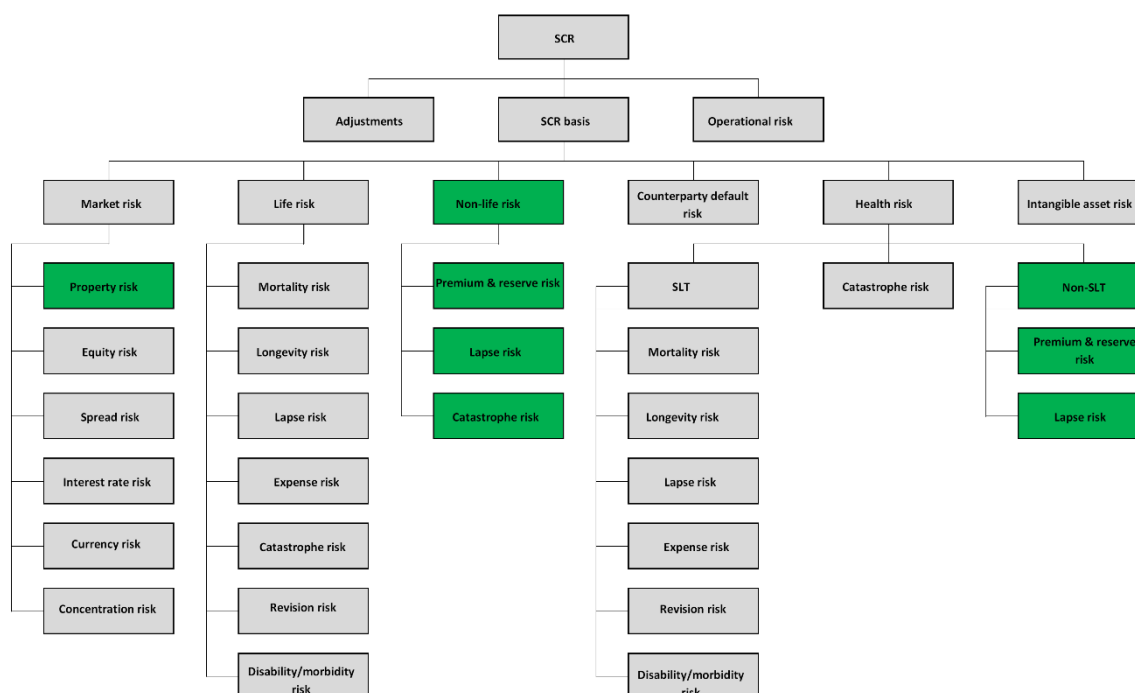 SCR
Adjustments
SCR basis
Operational risk
Market risk
Life risk
Non-life risk
Counterparty default
risk
Health risk
Intangible asset risk
Property risk
Mortality risk
Premium & reserve risk
SLT
Catastrophe risk
Non-SLT
Equity risk
Longevity risk
Lapse risk
Mortality risk
Premium & reserve
risk
Spread risk
Lapse risk
Catastrophe risk
Longevity risk
Lapse risk
Interest rate risk
Expense risk
Lapse risk
Currency risk
Catastrophe risk
Expense risk
Concentration risk
Revision risk
Revision risk
Disability/morbidity
risk
Disability/morbidity
risk